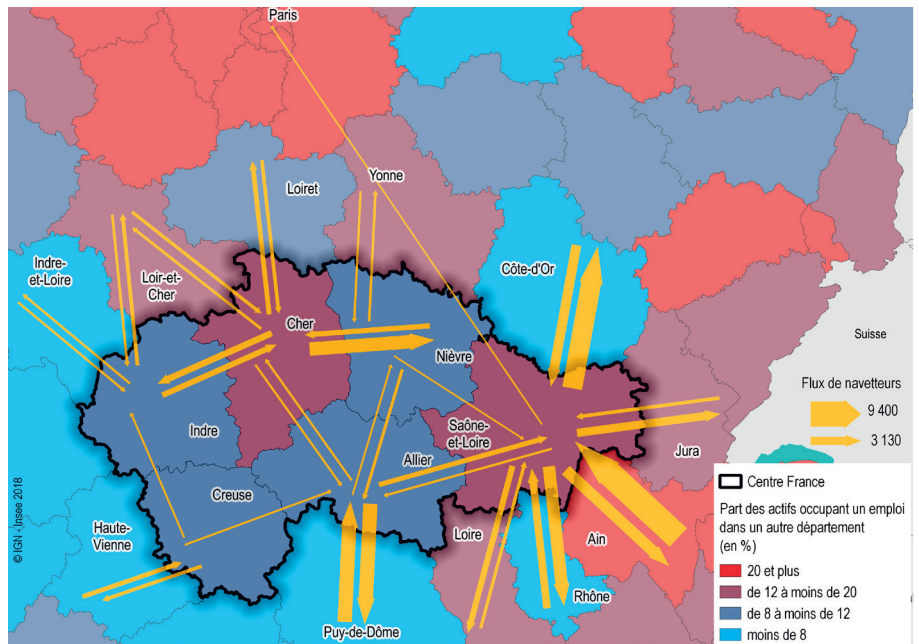 Paris
Loiret
Yonne
Indre-
et-Loire
Loir-et-
Cher
Côte-d'Or
Cher
Nièvre
Suisse
Flux de navetteurs
9 400
3 130
Indre
Saône-
et-Loire
Allier
Jura
Creuse
Haute-
Vienne
Loire
Ain
Rhône
Puy-de-Dôme
Centre France
Part des actifs occupant un emploi
dans un autre département
(en %)
20 et plus
de 12 à moins de 20
de 8 à moins de 12
moins de 8
© IGN - Insee 2018